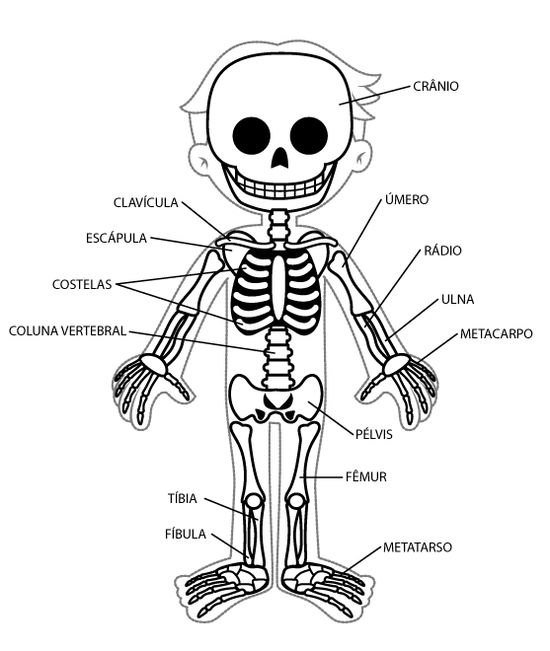 CRÂNIO
CLAVÍCULA
ÚMERO
ESCÁPULA
RÁDIO
COSTELAS
ULNA
COLUNA VERTEBRAL
METACARPO
PÉLVIS
FÊMUR
TÍBIA
FÍBULA
METATARSO